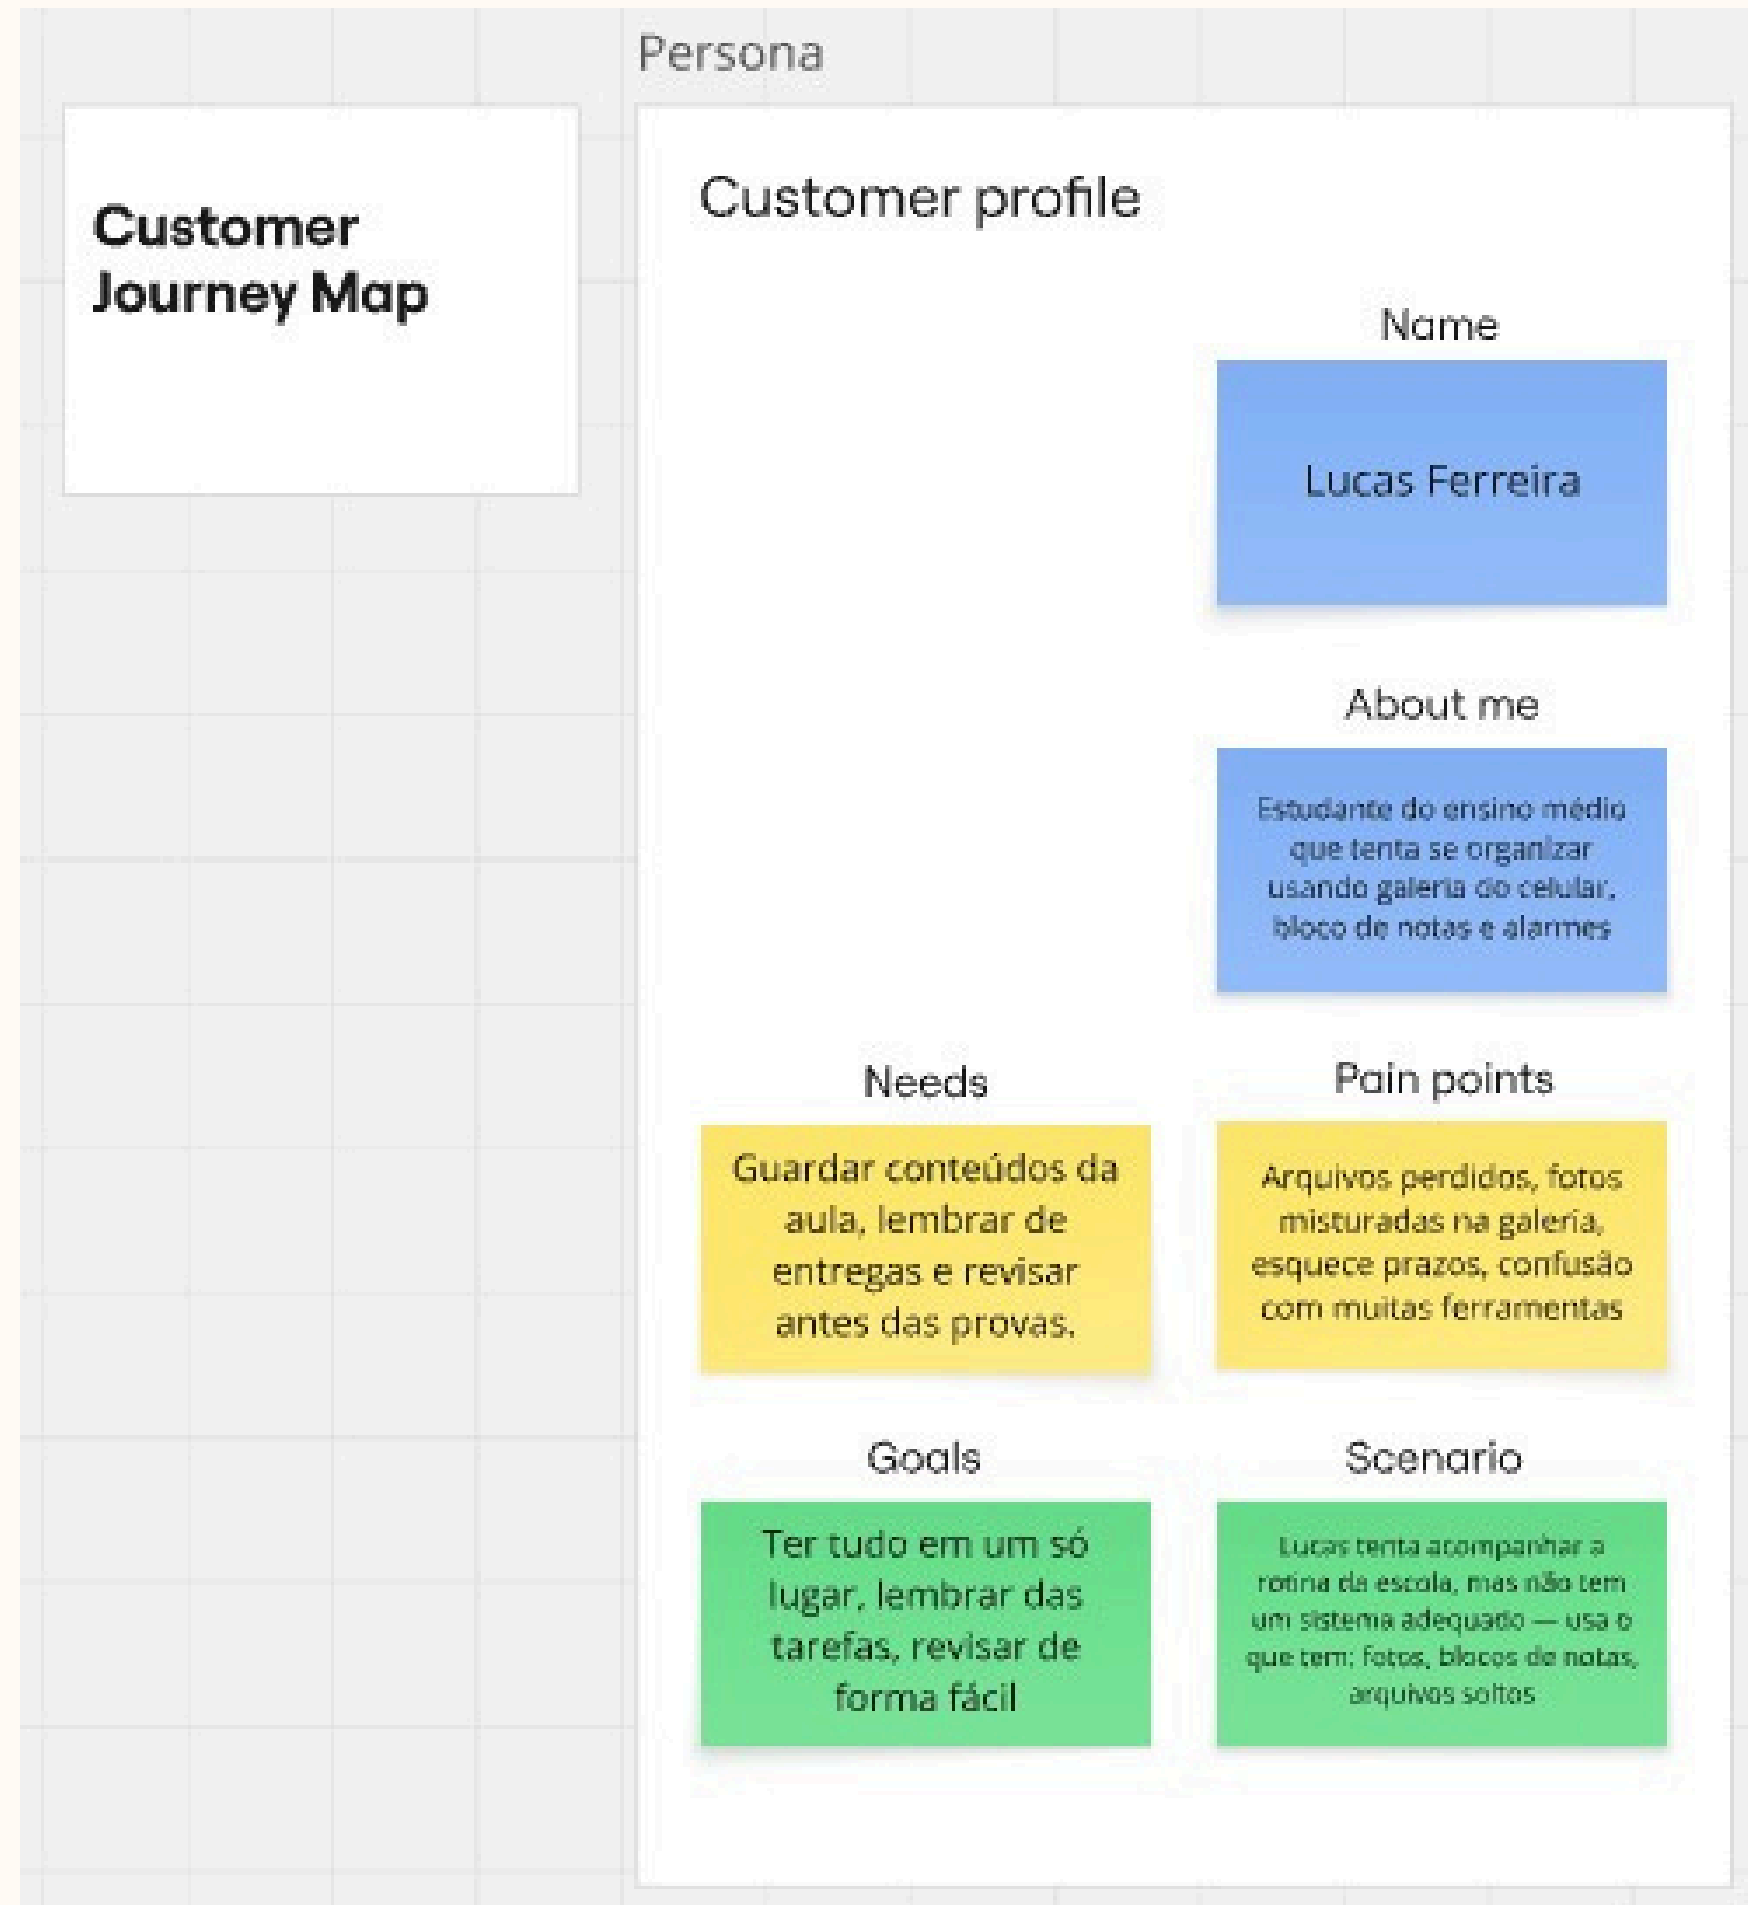 Persona
Customer
Journey Map
Customer profile
Name
Lucas Ferreira
About me
Estudante do ensino médio
que tenta se organizar
usando galeria do celular,
bloco de notas e alarmes
Needs
Guardar conteúdos da
aula, lembrar de
entregas e revisar
antes das provas.
Pain points
Arquivos perdidos, fotos
misturadas na galeria,
esquece prazos, confusão
com muitas ferramentas
Goals
Ter tudo em um só
lugar, lembrar das
tarefas, revisar de
forma fácil
Scenario
Lucas tenta acompanhar a
rotina da escola, mas não tem
um sistema adequado — usa o
que tem: fotos, blocos de notas,
arquivos soltos